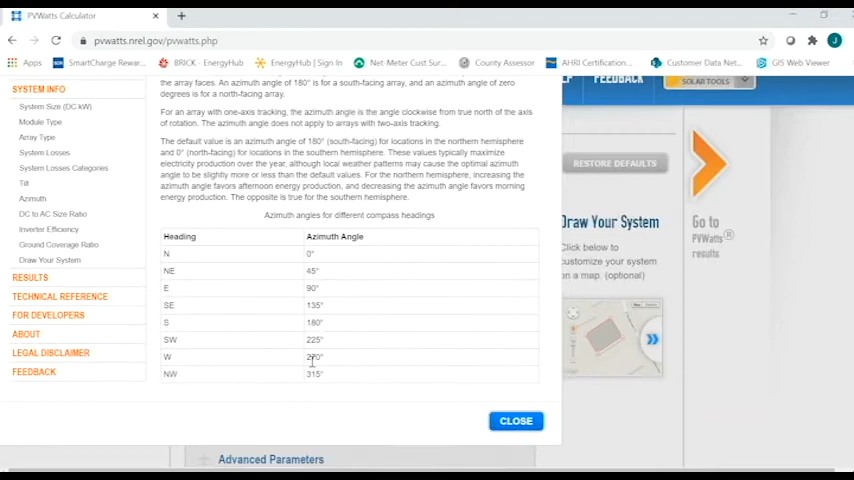 PVWatts Calculator
pvwatts.nrel.gov/pvwatts.php
J
Apps
SmartCharge Rewar...
BRICK - EnergyHub
EnergyHub | Sign In
Net-Meter Cust Sum...
County Assessor
AHRI Certification...
Customer Data Net...
GIS Web Viewer
SYSTEM INFO
System Size (DC kW)
Module Type
Array Type
System Losses
System Losses Categories
Tilt
Azimuth
DC to AC Size Ratio
Inverter Efficiency
Ground Coverage Ratio
Draw Your System
RESULTS
TECHNICAL REFERENCE
FOR DEVELOPERS
ABOUT
LEGAL DISCLAIMER
FEEDBACK
the array faces. An azimuth angle of 180° is for a south-facing array, and an azimuth angle of zero
degrees is for a north-facing array.
For an array with one-axis tracking, the azimuth angle is the angle clockwise from true north of the axis
of rotation. The azimuth angle does not apply to arrays with two-axis tracking.
The default value is an azimuth angle of 180° (south-facing) for locations in the northern hemisphere
and 0° (north-facing) for locations in the southern hemisphere. These values typically maximize
electricity production over the year, although local weather patterns may cause the optimal azimuth
angle to be slightly more or less than the default values. For the northern hemisphere, increasing the
azimuth angle favors afternoon energy production, and decreasing the azimuth angle favors morning
energy production. The opposite is true for the southern hemisphere.
Azimuth angles for different compass headings
Heading Azimuth Angle
N 0°
NE 45°
E 90°
SE 135°
S 180°
SW 225°
W 270°
NW 315°
CLOSE
Advanced Parameters
FEEDBACK
SOLAR TOOLS
RESTORE DEFAULTS
Draw Your System
Click below to
customize your system
on a map. (optional)
Go to
PVWatts®
results